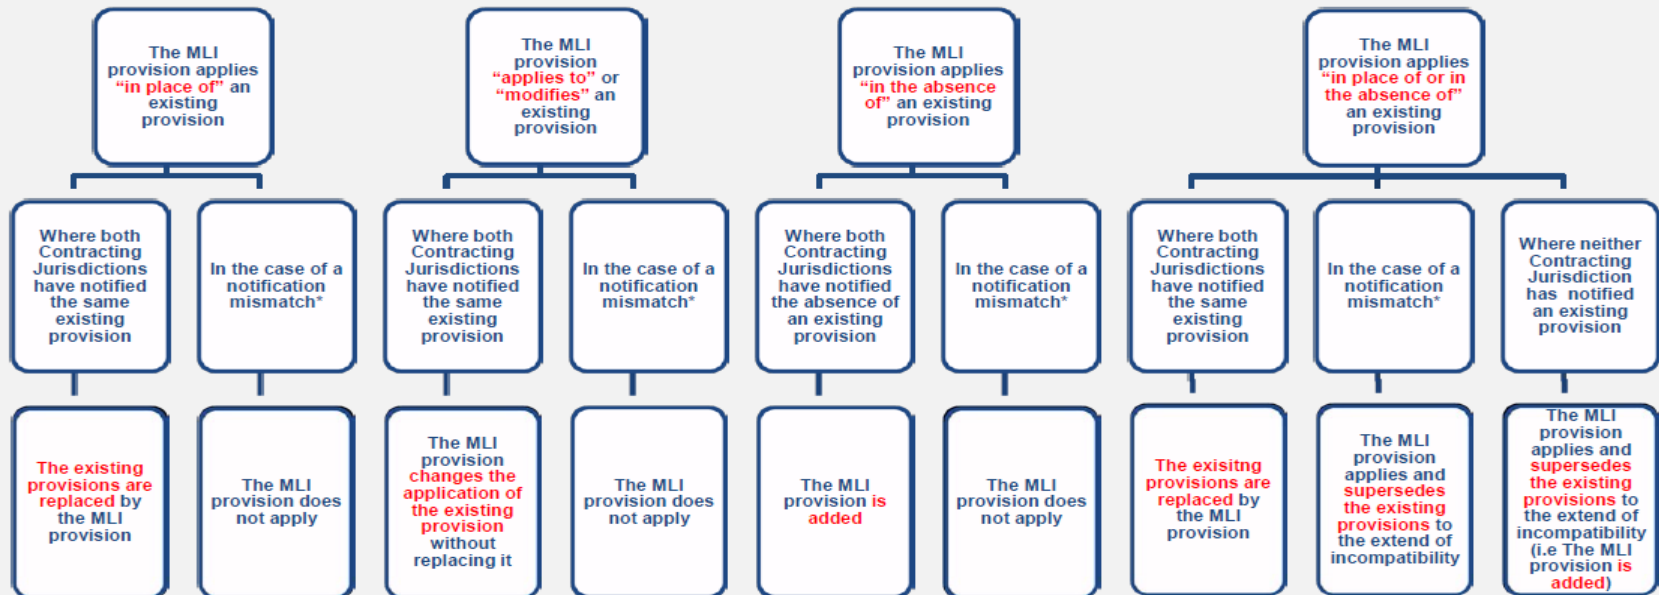 The MLI
provision applies
“in place of” an
existing
provision
The MLI
provision
“applies to” or
“modifies” an
existing
provision
The MLI
provision applies
“in the absence
of” an existing
provision
The MLI
provision applies
“in place of or in
the absence of”
an existing
provision
Where both
Contracting
Jurisdictions
have notified
the same
existing
provision
In the case of a
notification
mismatch*
Where both
Contracting
Jurisdictions
have notified
the same
existing
provision
In the case of a
notification
mismatch*
Where both
Contracting
Jurisdictions
have notified
the absence of
an existing
provision
In the case of a
notification
mismatch*
Where both
Contracting
Jurisdictions
have notified
the same
existing
provision
In the case of a
notification
mismatch*
Where neither
Contracting
Jurisdiction
has notified
an existing
provision
The existing
provisions are
replaced by
the MLI
provision
The MLI
provision does
not apply
The MLI
provision
changes the
application of
the existing
provision
without
replacing it
The MLI
provision does
not apply
The MLI
provision is
added
The MLI
provision does
not apply
The exisitng
provisions are
replaced by
the MLI
provision
The MLI
provision
applies and
supersedes
the existing
provisions to
the extend of
incompatibility
The MLI
provision
applies and
supersedes
the existing
provisions to
the extend of
incompatibility
(i.e The MLI
provision is
added)